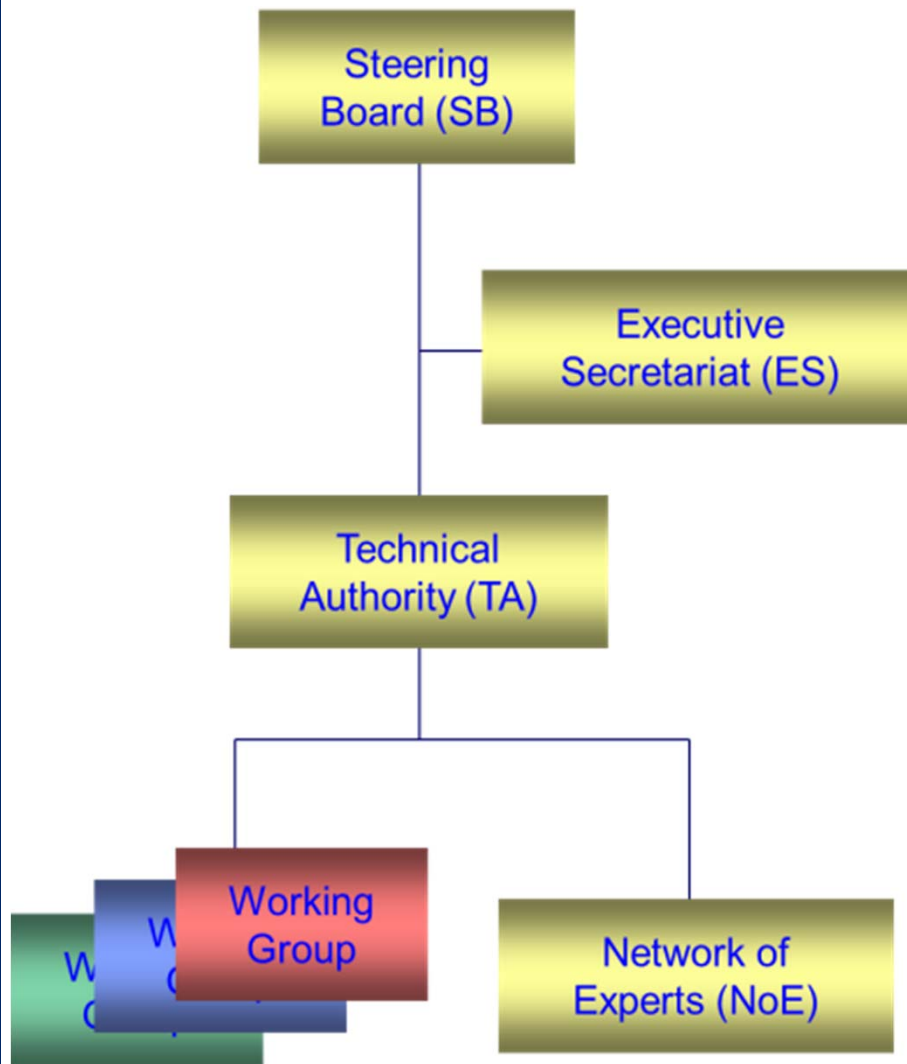 Steering
Board (SB)
Executive
Secretariat (ES)
Technical
Authority (TA)
Working
Group
Network of
Experts (NoE)